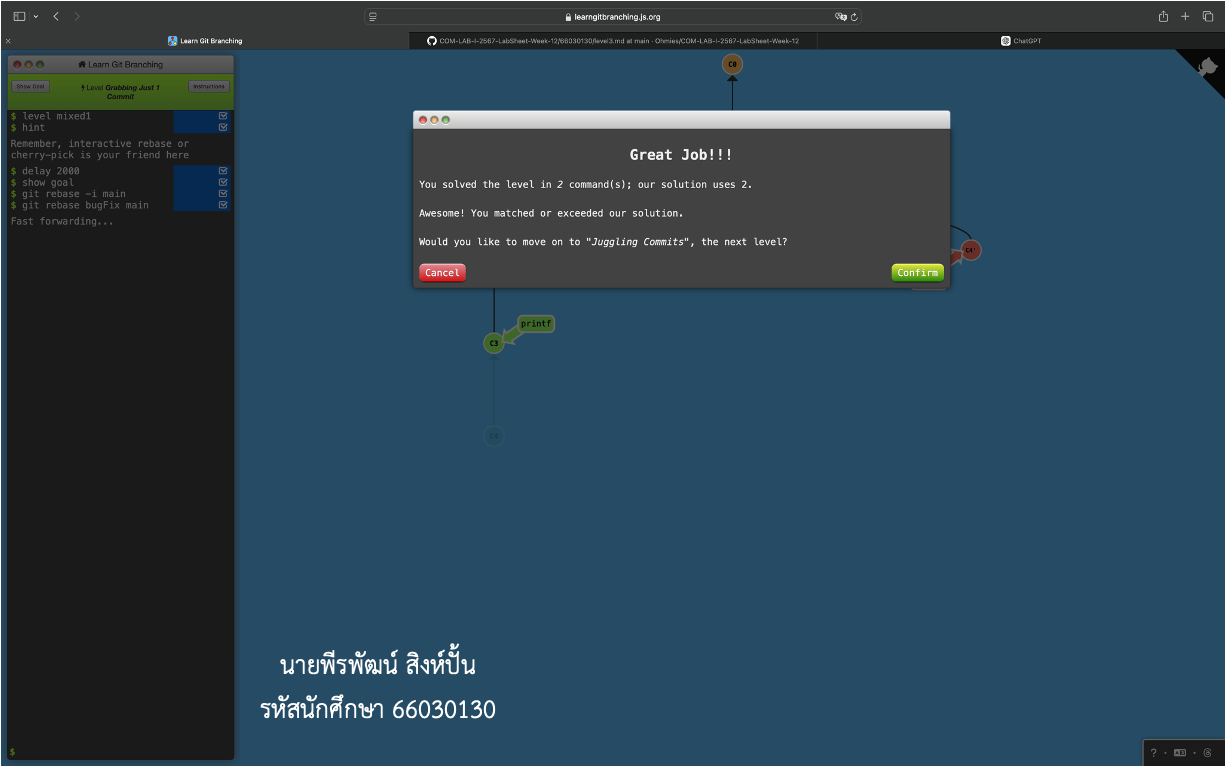 learngitbranching.js.org
Learn Git Branching
COM-LAB-I-2567-LabSheet-Week-12/66030130/level3.md at main · Ohmies/COM-LAB-I-2567-LabSheet-Week-12
ChatGPT
Learn Git Branching
Show Goal
Level Grabbing Just 1
Commit
Instructions
$ level mixed1
$ hint
Remember, interactive rebase or
cherry-pick is your friend here
$ delay 2000
$ show goal
$ git rebase -i main
$ git rebase bugFix main
Fast forwarding...
$
C0
Great Job!!!
You solved the level in 2 command(s); our solution uses 2.
Awesome! You matched or exceeded our solution.
Would you like to move on to "Juggling Commits", the next level?
Cancel
Confirm
C4'
printf
C3
C4
นายพีรพัฒน์ สิงห์ปั้น
รหัสนักศึกษา 66030130